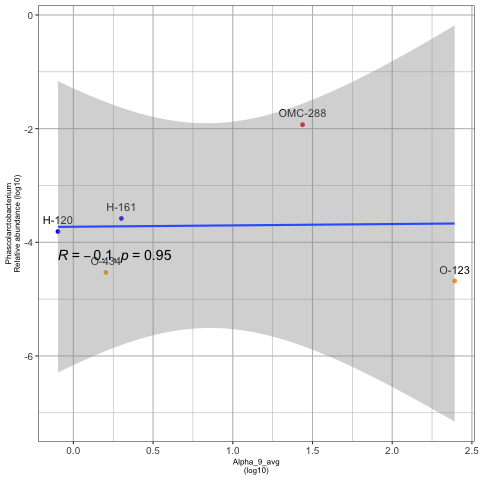 0
-2
-4
-6
Phascolarctobacterium
Relative abundance (log10)
OMC-288
H-161
H-120
R = −0.1, p = 0.95
O-434
O-123
0.0 0.5 1.0 1.5 2.0 2.5
Alpha_9_avg
(log10)